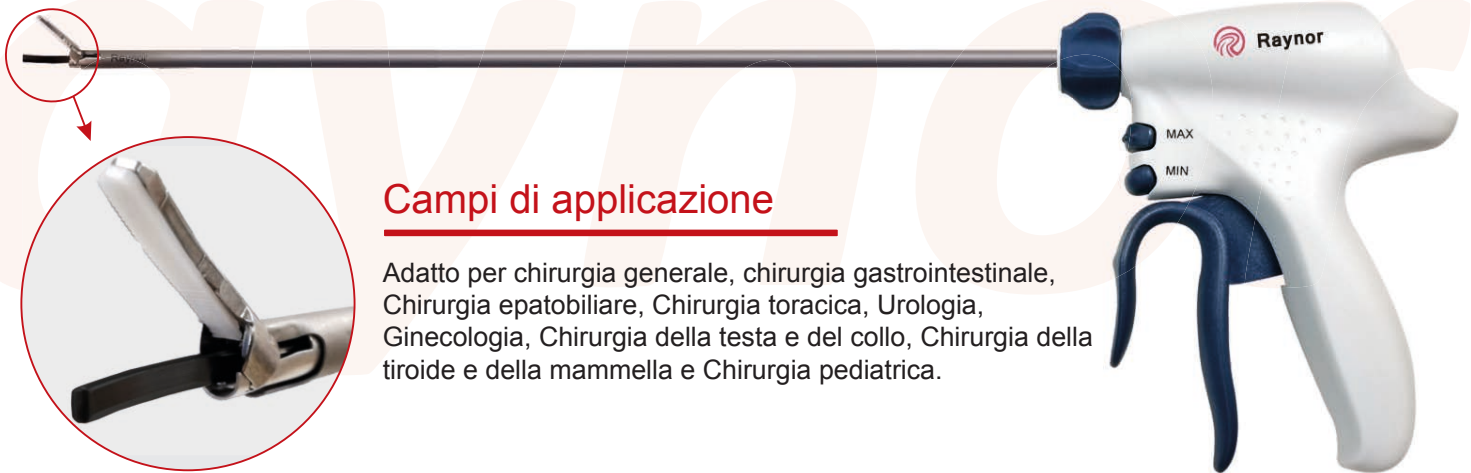 Raynor
Raynor
MAX
MIN
Campi di applicazione
Adatto per chirurgia generale, chirurgia gastrointestinale,
Chirurgia epatobiliare, Chirurgia toracica, Urologia,
Ginecologia, Chirurgia della testa e del collo, Chirurgia della
tiroide e della mammella e Chirurgia pediatrica.